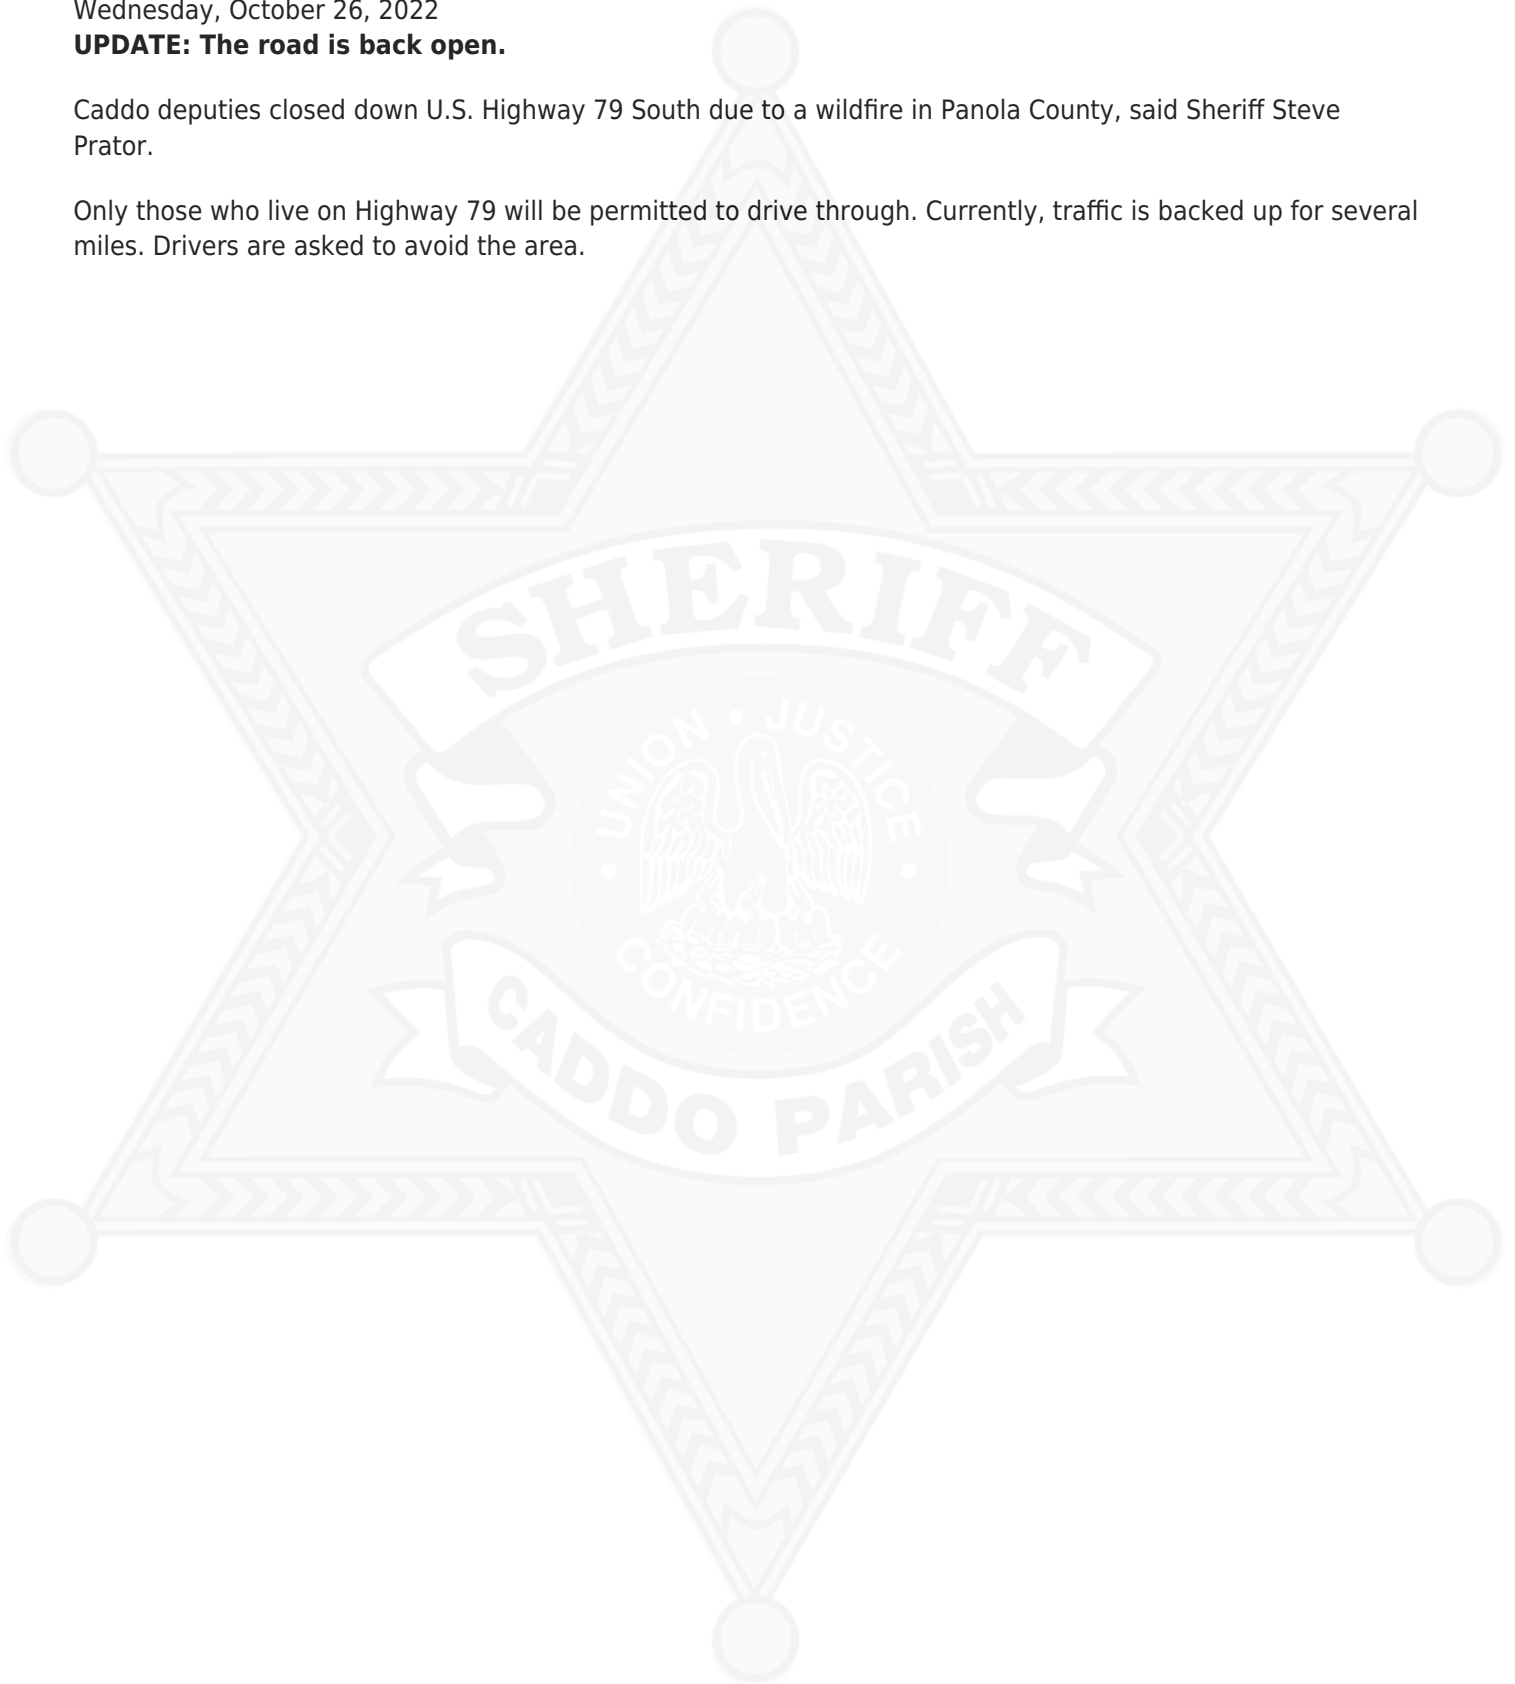 Wednesday, October 26, 2022
UPDATE: The road is back open.
Caddo deputies closed down U.S. Highway 79 South due to a wildfire in Panola County, said Sheriff Steve
Prator.
Only those who live on Highway 79 will be permitted to drive through. Currently, traffic is backed up for several
miles. Drivers are asked to avoid the area.
SHERIFF
UNION • JUSTICE
• CONFIDENCE •
CADDO PARISH